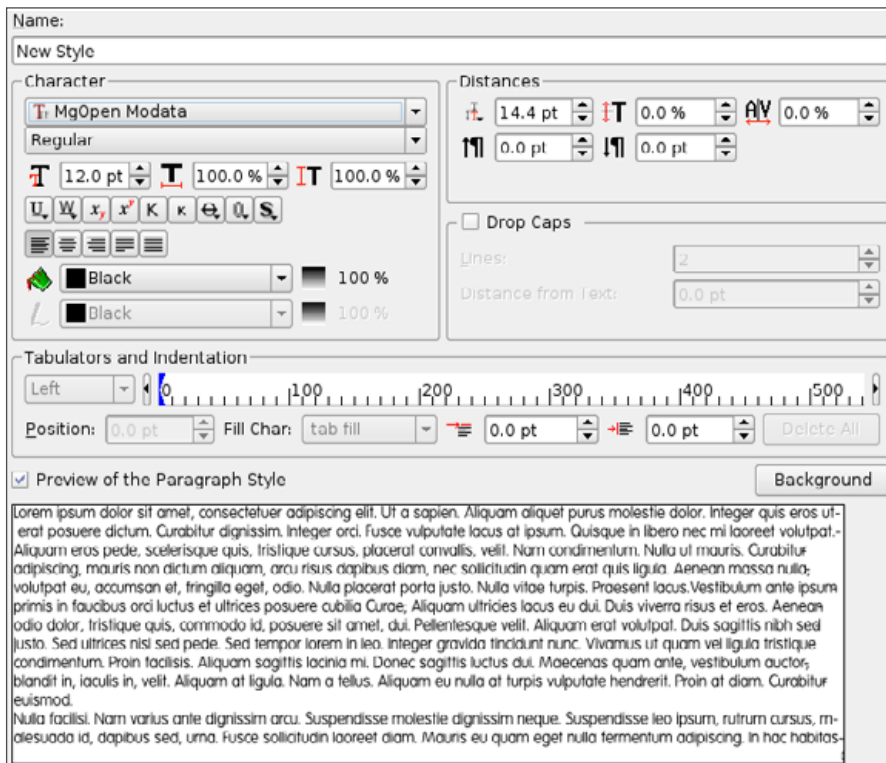 Name:
New Style
Character
MgOpen Modata
Regular
12.0 pt 100.0 % 100.0 %
Black 100 %
Black 100 %
Distances
14.4 pt 0.0 % 0.0 %
0.0 pt 0.0 pt
Drop Caps
Lines: 2
Distance from Text: 0.0 pt
Tabulators and Indentation
Left 0 100 200 300 400 500
Position: 0.0 pt Fill Char: tab fill 0.0 pt 0.0 pt Delete All
Preview of the Paragraph Style Background
Lorem ipsum dolor sit amet, consectetuer adipiscing elit. Ut a sapien. Aliquam aliquet purus molestie dolor. Integer quis eros ut-
erat posuere dictum. Curabitur dignissim. Integer orci. Fusce vulputate lacus at ipsum. Quisque in libero nec mi laoreet volutpat.-
Aliquam eros pede, scelerisque quis, tristique cursus, placerat convallis, velit. Nam condimentum. Nulla ut mauris. Curabitur
adipiscing, mauris non dictum aliquam, arcu risus dapibus diam, nec sollicitudin quam erat quis ligula. Aenean massa nulla,
volutpat eu, accumsan et, fringilla eget, odio. Nulla placerat porta justo. Nulla vitae turpis. Praesent lacus.Vestibulum ante ipsum
primis in faucibus orci luctus et ultrices posuere cubilia Curae; Aliquam ultricies lacus eu dui. Duis viverra risus et eros. Aenean
odio dolor, tristique quis, commodo id, posuere sit amet, dui. Pellentesque velit. Aliquam erat volutpat. Duis sagittis nibh sed
justo. Sed ultrices nisl sed pede. Sed tempor lorem in leo. Integer gravida tincidunt nunc. Vivamus ut quam vel ligula tristique
condimentum. Proin facilisis. Aliquam sagittis lacinia mi. Donec sagittis luctus dui. Maecenas quam ante, vestibulum auctor,
blandit in, iaculis in, velit. Aliquam at ligula. Nam a tellus. Aliquam eu nulla at turpis vulputate hendrerit. Proin at diam. Curabitur
euismod.
Nulla facilisi. Nam varius ante dignissim arcu. Suspendisse molestie dignissim neque. Suspendisse leo ipsum, rutrum cursus, m-
alesuada id, dapibus sed, urna. Fusce sollicitudin laoreet diam. Mauris eu quam eget nulla fermentum adipiscing. In hac habitas-